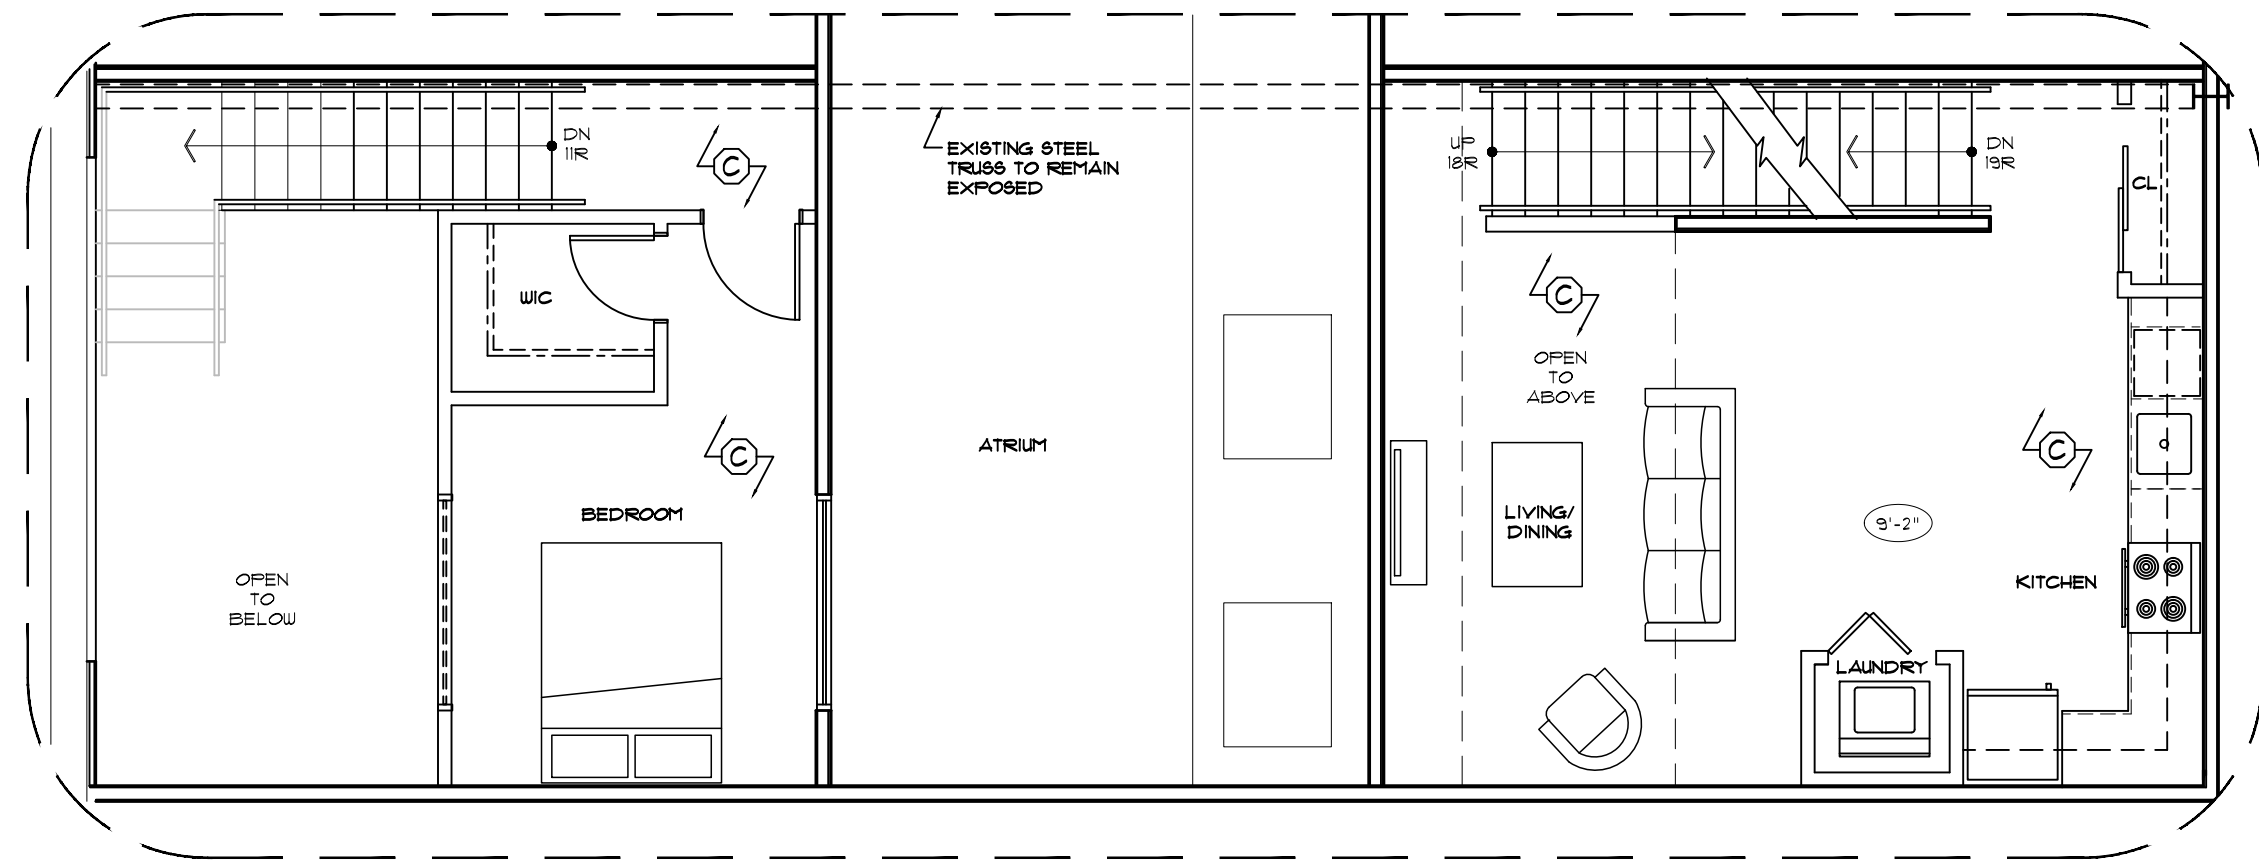 DN
11R
C
EXISTING STEEL
TRUSS TO REMAIN
EXPOSED
UP
18R
DN
19R
CL
WIC
C
OPEN
TO
ABOVE
ATRIUM
C
C
BEDROOM
LIVING/
DINING
9'-2"
OPEN
TO
BELOW
KITCHEN
LAUNDRY